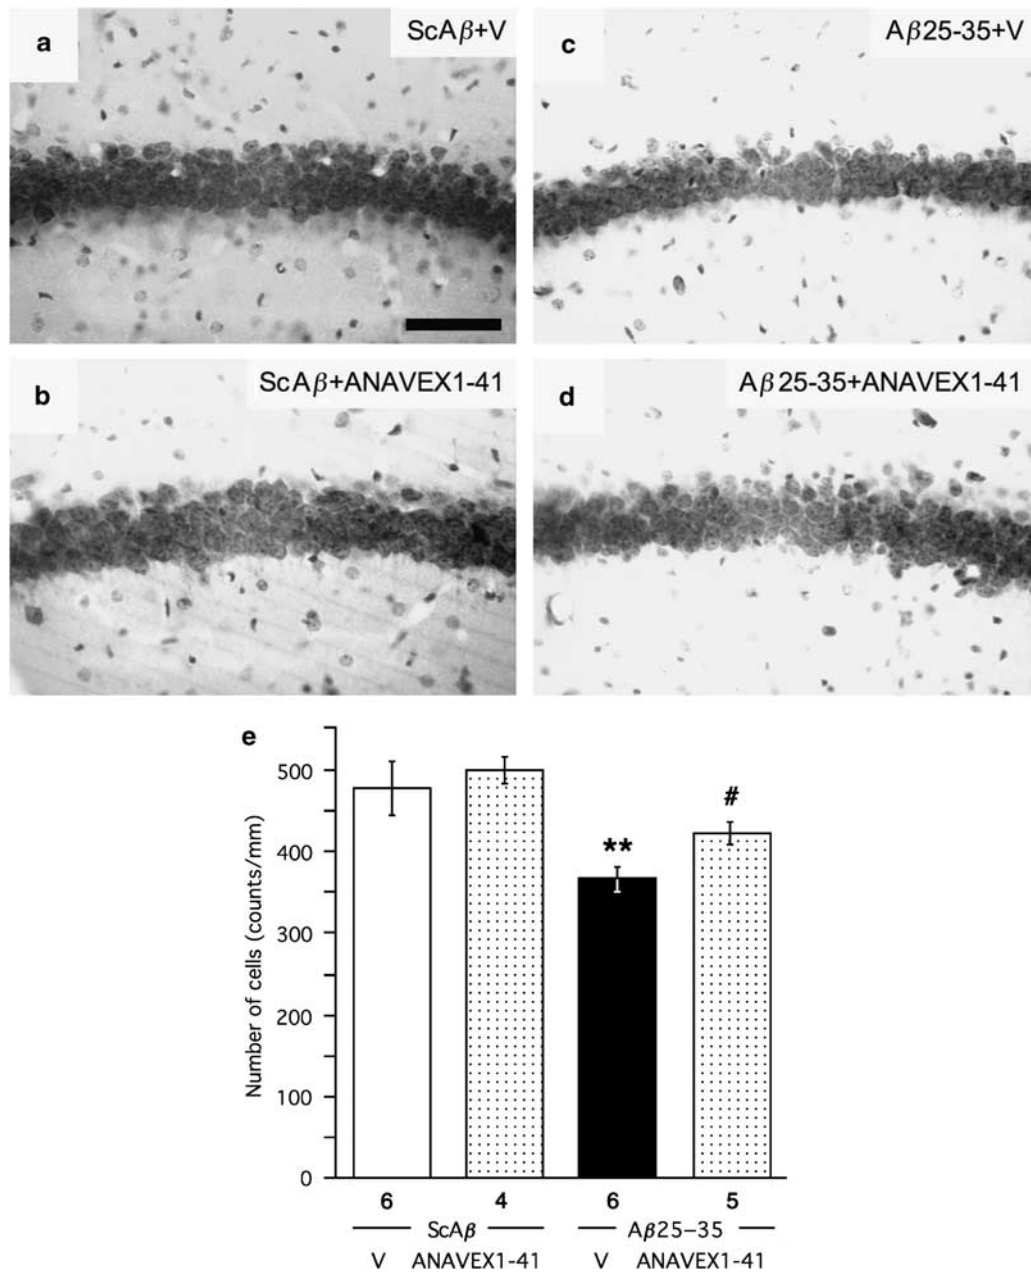 a
ScAβ+V
c
Aβ25-35+V
b
ScAβ+ANAVEX1-41
d
Aβ25-35+ANAVEX1-41
e
Number of cells (counts/mm)
500
400
300
200
100
0
**
#
6 4 6 5
ScAβ Aβ25–35
V ANAVEX1-41 V ANAVEX1-41